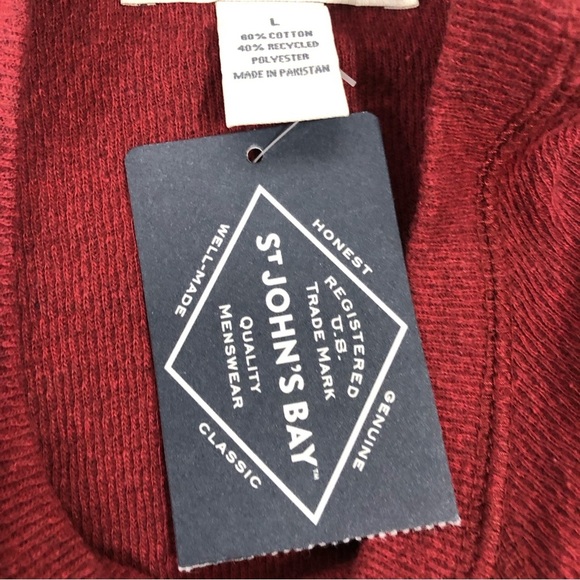 L
60% COTTON
40% RECYCLED
POLYESTER
MADE IN PAKISTAN
HONEST
WELL-MADE
REGISTERED
U.S.
TRADE MARK
ST JOHN'S BAY™
QUALITY
MENSWEAR
GENUINE
CLASSIC